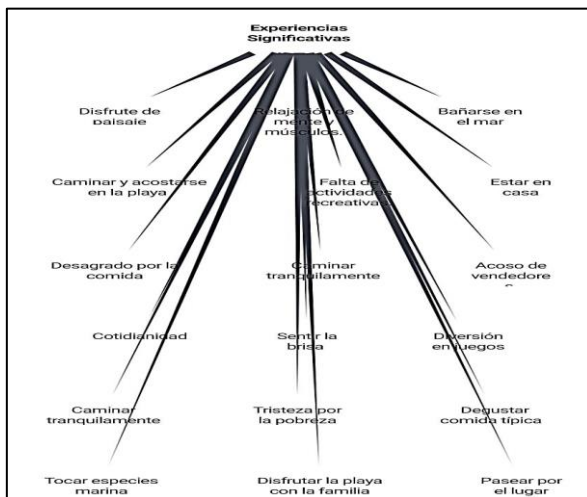 Experiencias
Significativas
Disfrute de
paisaje
Relajación de
mente y
músculos.
Bañarse en
el mar
Caminar y acostarse
en la playa
Falta de
actividades
recreativas
Estar en
casa
Desagrado por la
comida
Caminar
tranquilamente
Acoso de
vendedore
s
Cotidianidad
Sentir la
brisa
Diversión
en juegos
Caminar
tranquilamente
Tristeza por
la pobreza
Degustar
comida típica
Tocar especies
marina
Disfrutar la playa
con la familia
Pasear por
el lugar